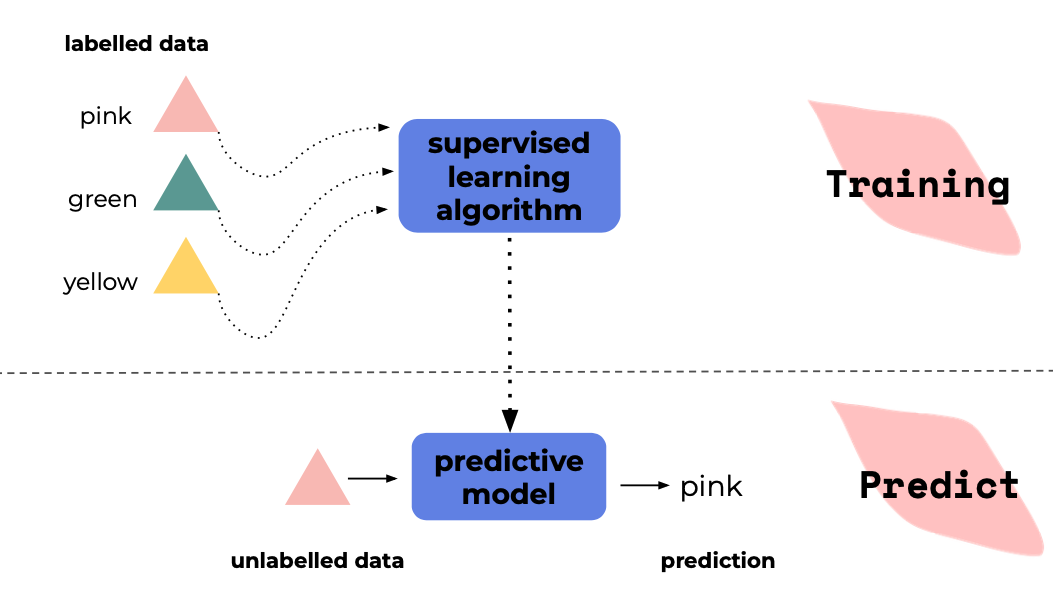 labelled data
pink
green
yellow
supervised
learning
algorithm
Training
predictive
model
pink
Predict
unlabelled data
prediction